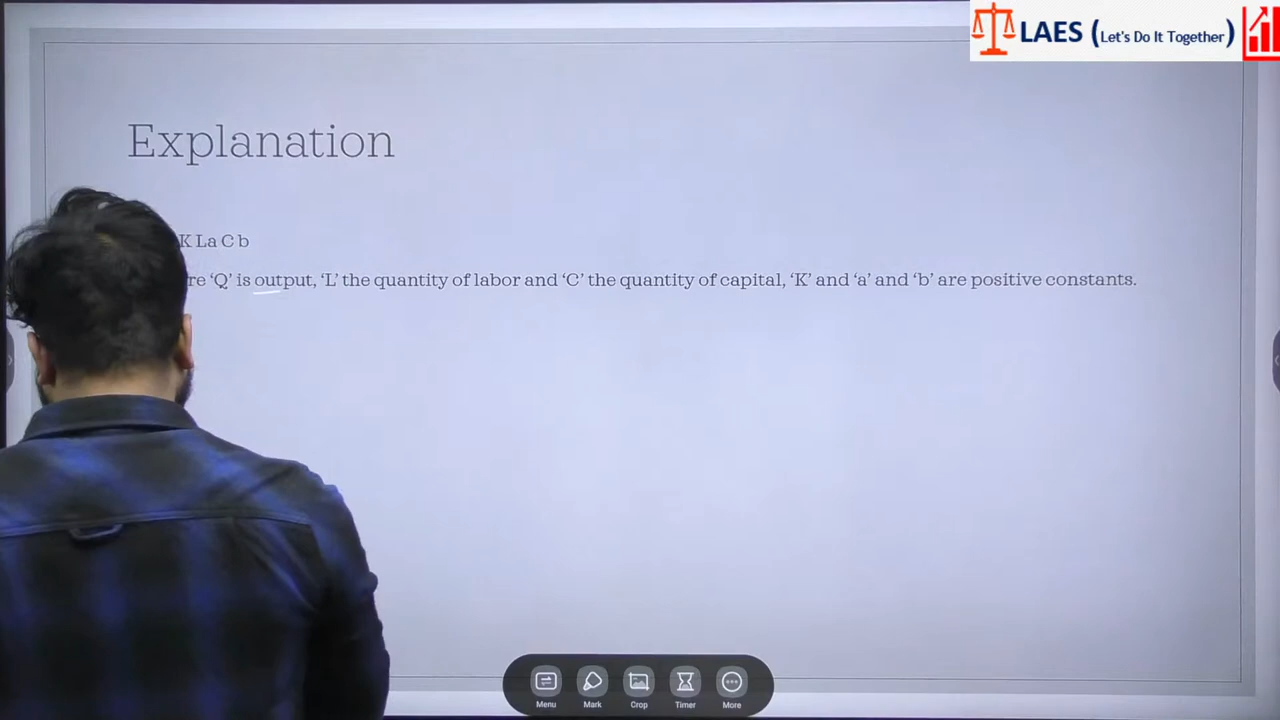 LAES (Let's Do It Together)
Explanation
K La C b
re ‘Q’ is output, ‘L’ the quantity of labor and ‘C’ the quantity of capital, ‘K’ and ‘a’ and ‘b’ are positive constants.
Menu Mark Crop Timer More